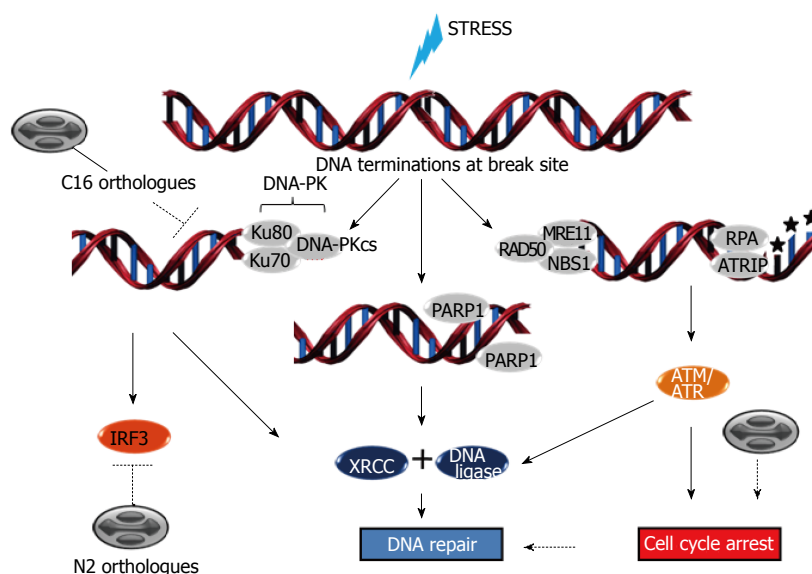 STRESS
DNA terminations at break site
C16 orthologues
DNA-PK
Ku80
Ku70
DNA-PKcs
MRE11
RAD50
NBS1
RPA
ATRIP
PARP1
PARP1
ATM/
ATR
IRF3
XRCC
+
DNA
ligase
N2 orthologues
DNA repair
Cell cycle arrest